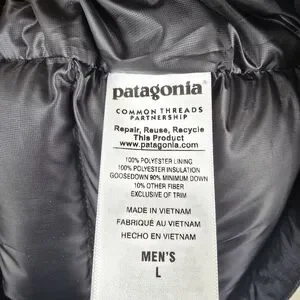 patagonia®
COMMON THREADS
PARTNERSHIP
Repair, Reuse, Recycle
This Product
www.patagonia.com
100% POLYESTER LINING
100% POLYESTER INSULATION
GOOSEDOWN 90% MINIMUM DOWN
10% OTHER FIBER
EXCLUSIVE OF TRIM
MADE IN VIETNAM
FABRIQUÉ AU VIETNAM
HECHO EN VIETNAM
MEN'S
L